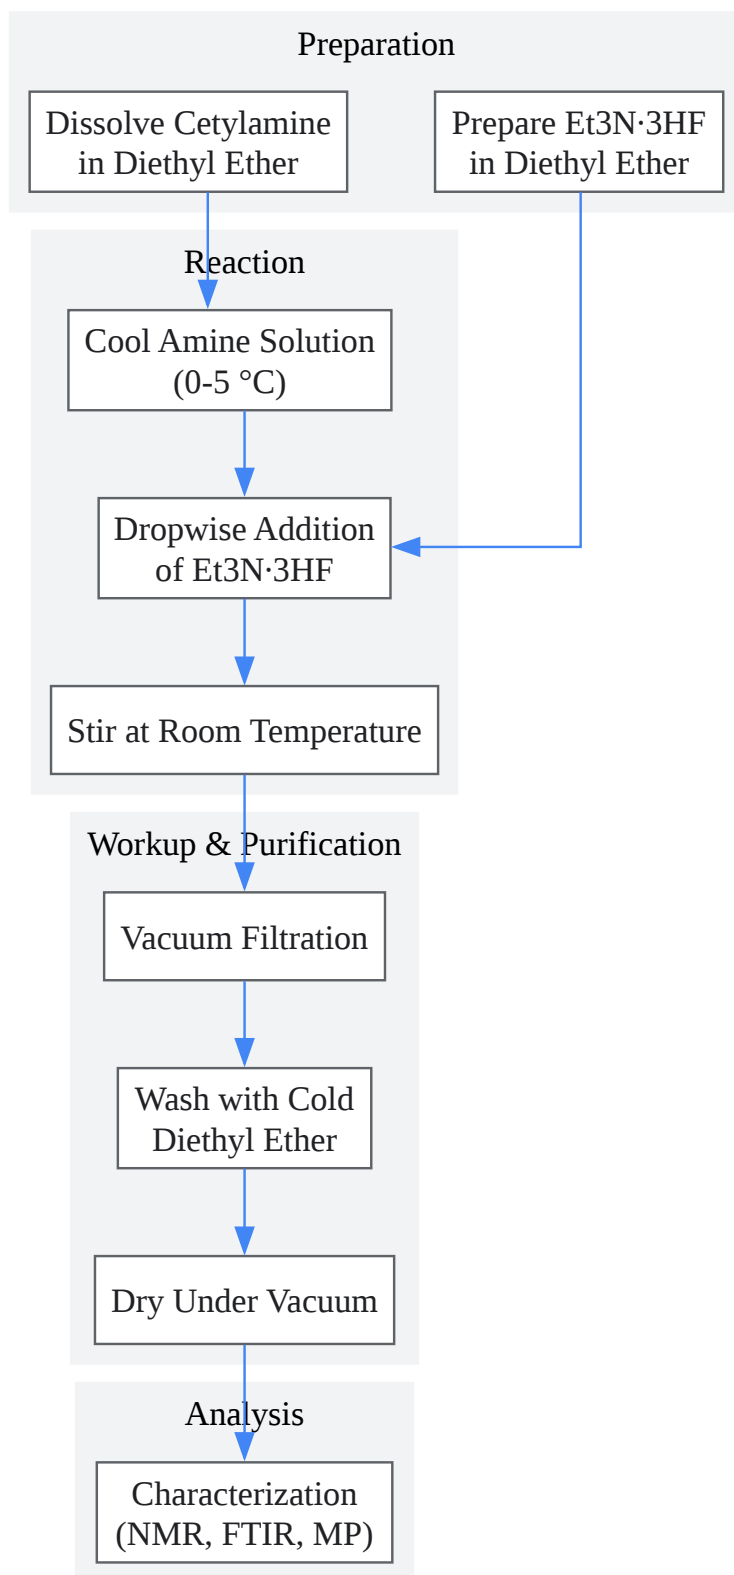 Preparation
Dissolve Cetylamine
in Diethyl Ether
Prepare Et3N·3HF
in Diethyl Ether
Reaction
Cool Amine Solution
(0-5 °C)
Dropwise Addition
of Et3N·3HF
Stir at Room Temperature
Workup & Purification
Vacuum Filtration
Wash with Cold
Diethyl Ether
Dry Under Vacuum
Analysis
Characterization
(NMR, FTIR, MP)